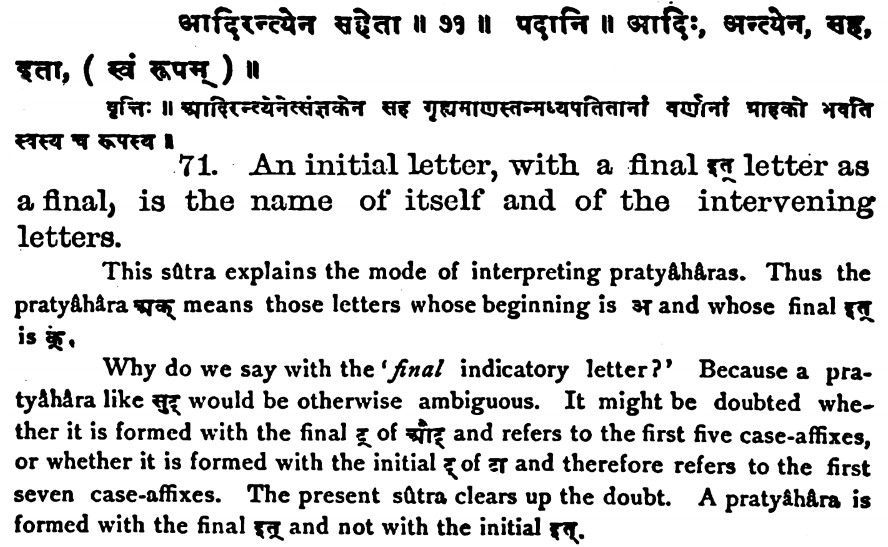 आदिरन्त्येन सहेता ॥ ७१ ॥ पदानि ॥ आदिः, अन्त्येन, सह,
इता, ( स्वं रूपम् ) ॥
वृत्तिः ॥ आदिरन्त्येनेत्संज्ञकेन सह गृह्यमाणस्तन्मध्यपतितानां वर्णानां ग्राहको भवति
स्वस्य च रूपस्य ॥
71. An initial letter, with a final इत् letter as
a final, is the name of itself and of the intervening
letters.
This sûtra explains the mode of interpreting pratyâhâras. Thus the
pratyâhâra अक् means those letters whose beginning is अ and whose final इत्
is क्.
Why do we say with the ‘final indicatory letter?’ Because a pra-
tyâhâra like सुट् would be otherwise ambiguous. It might be doubted whe-
ther it is formed with the final ट् of औट् and refers to the first five case-affixes,
or whether it is formed with the initial ट् of टा and therefore refers to the first
seven case-affixes. The present sûtra clears up the doubt. A pratyâhâra is
formed with the final इत् and not with the initial इत्.